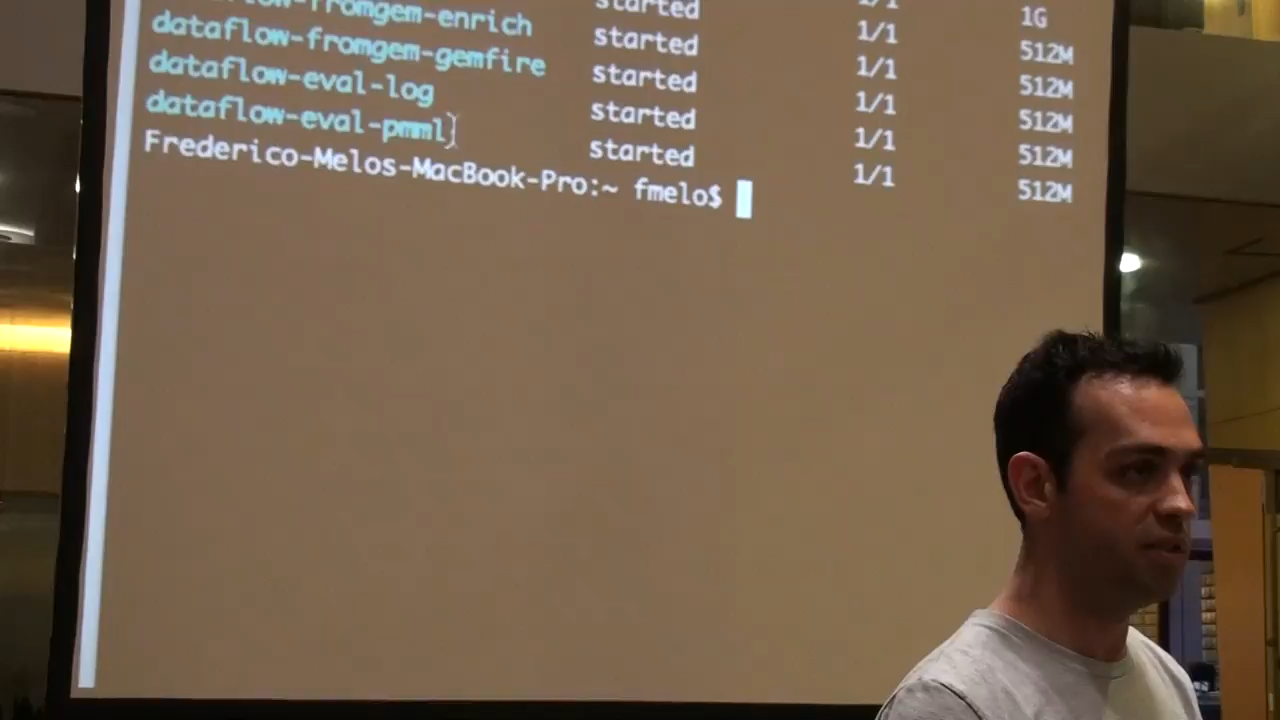 dataflow-fromgem-enrich started 1/1 1G
dataflow-fromgem-gemfire started 1/1 512M
dataflow-eval-log started 1/1 512M
dataflow-eval-pmml started 1/1 512M
started 1/1 512M
Frederico-Melos-MacBook-Pro:~ fmelo$ 512M